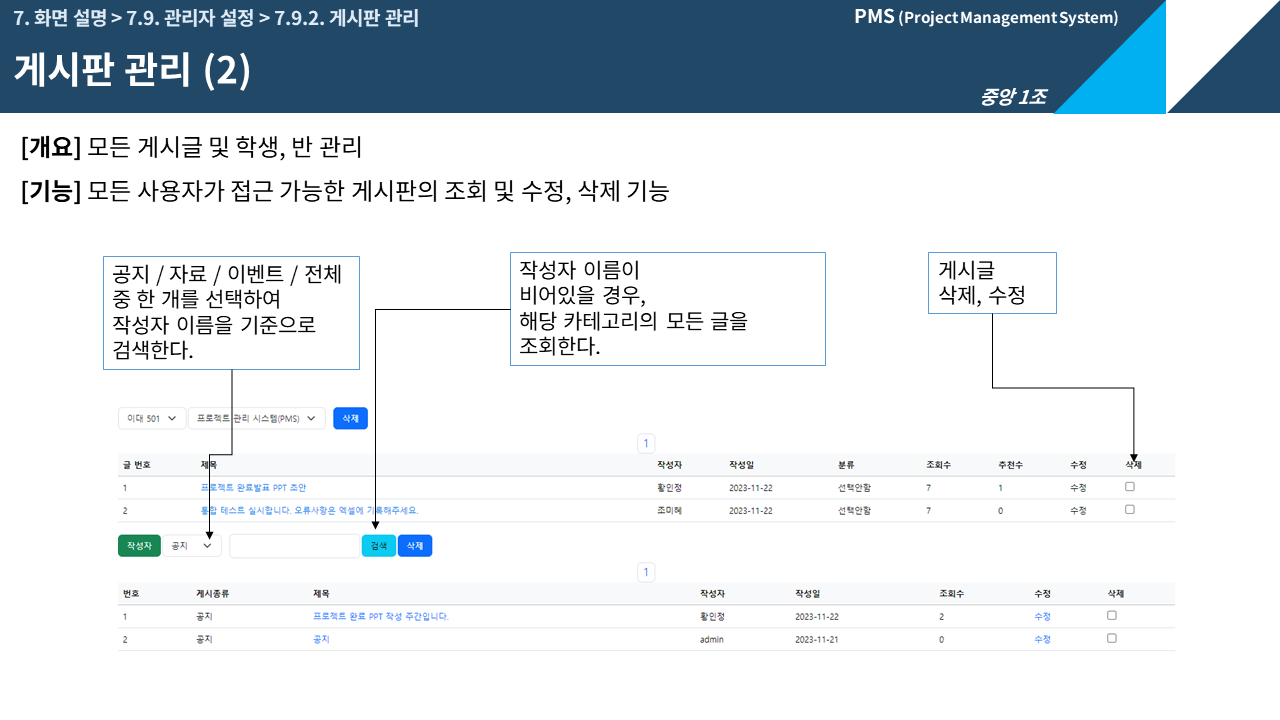 7. 화면 설명 > 7.9. 관리자 설정 > 7.9.2. 게시판 관리
PMS (Project Management System)
게시판 관리 (2)
중앙 1조
[개요] 모든 게시글 및 학생, 반 관리
[기능] 모든 사용자가 접근 가능한 게시판의 조회 및 수정, 삭제 기능
공지 / 자료 / 이벤트 / 전체
중 한 개를 선택하여
작성자 이름을 기준으로
검색한다.
작성자 이름이
비어있을 경우,
해당 카테고리의 모든 글을
조회한다.
게시글
삭제, 수정
이대 501 프로젝트 관리 시스템(PMS) 삭제
1
글 번호 제목 작성자 작성일 분류 조회수 추천수 수정 삭제
1 프로젝트 완료발표 PPT 초안 황인정 2023-11-22 선택안함 7 1 수정
2 통합 테스트 실시합니다. 오류사항은 엑셀에 기록해주세요. 조미혜 2023-11-22 선택안함 7 0 수정
작성자 공지 검색 삭제
1
번호 게시종류 제목 작성자 작성일 조회수 수정 삭제
1 공지 프로젝트 완료 PPT 작성 주간입니다. 황인정 2023-11-22 2 수정
2 공지 공지 admin 2023-11-21 0 수정